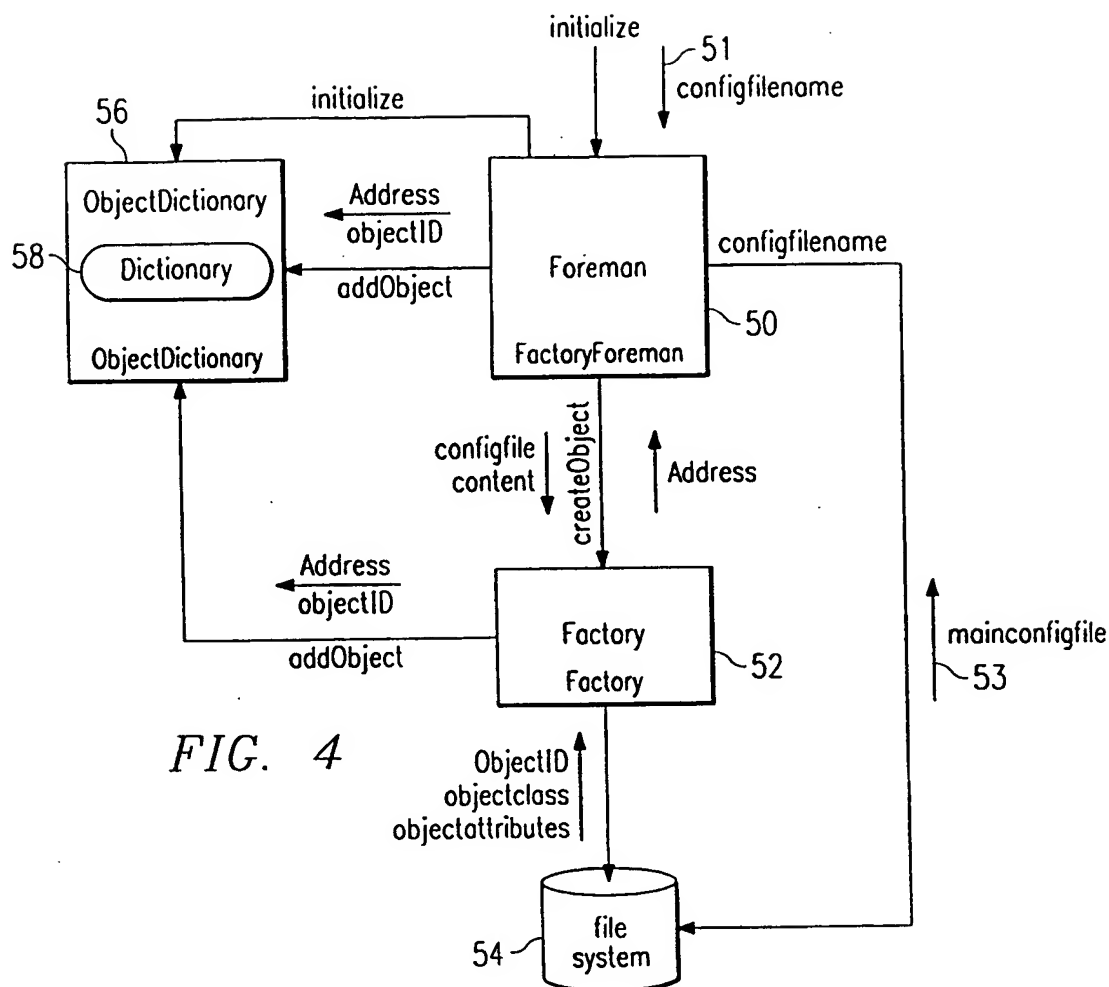 initialize
51
configfilename
initialize
56
ObjectDictionary
Address
objectID
58
Dictionary
addObject
Foreman
configfilename
50
ObjectDictionary
FactoryForeman
configfile
content
createObject
Address
Address
objectID
addObject
Factory
Factory
52
mainconfigfile
53
FIG. 4
ObjectID
objectclass
objectattributes
file
system
54